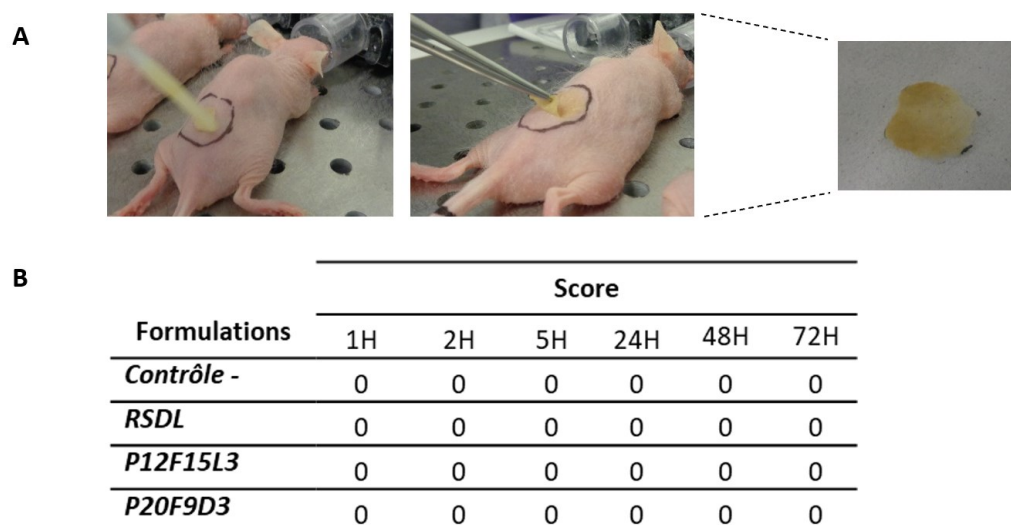 A
B
Score
Formulations 1H 2H 5H 24H 48H 72H
Contrôle - 0 0 0 0 0 0
RSDL 0 0 0 0 0 0
P12F15L3 0 0 0 0 0 0
P20F9D3 0 0 0 0 0 0